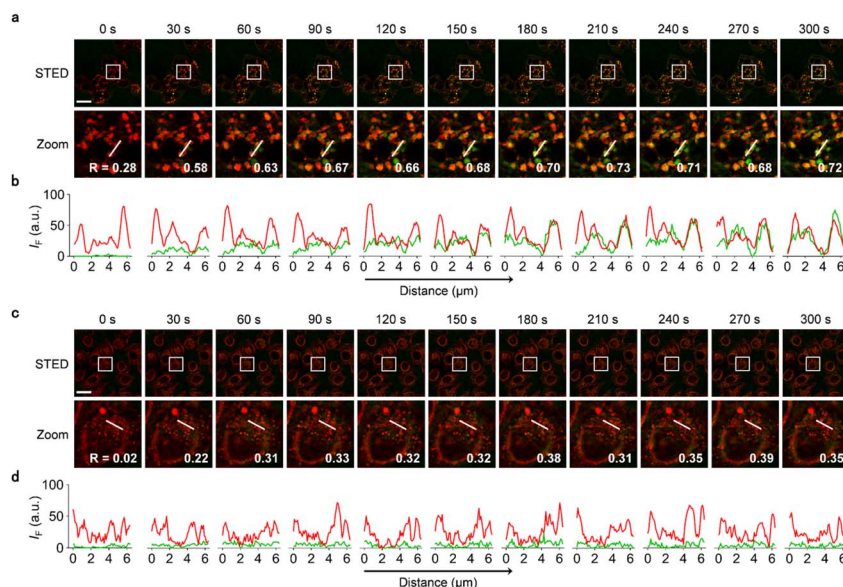 a
0 s 30 s 60 s 90 s 120 s 150 s 180 s 210 s 240 s 270 s 300 s
STED
Zoom
R = 0.28 0.58 0.63 0.67 0.66 0.68 0.70 0.73 0.71 0.68 0.72
b
100
50
0
I_F (a.u.)
0 2 4 6 0 2 4 6 0 2 4 6 0 2 4 6 0 2 4 6 0 2 4 6 0 2 4 6 0 2 4 6 0 2 4 6 0 2 4 6 0 2 4 6
Distance (µm)
c
0 s 30 s 60 s 90 s 120 s 150 s 180 s 210 s 240 s 270 s 300 s
STED
Zoom
R = 0.02 0.22 0.31 0.33 0.32 0.32 0.38 0.31 0.35 0.39 0.35
d
100
50
0
I_F (a.u.)
0 2 4 6 0 2 4 6 0 2 4 6 0 2 4 6 0 2 4 6 0 2 4 6 0 2 4 6 0 2 4 6 0 2 4 6 0 2 4 6 0 2 4 6
Distance (µm)